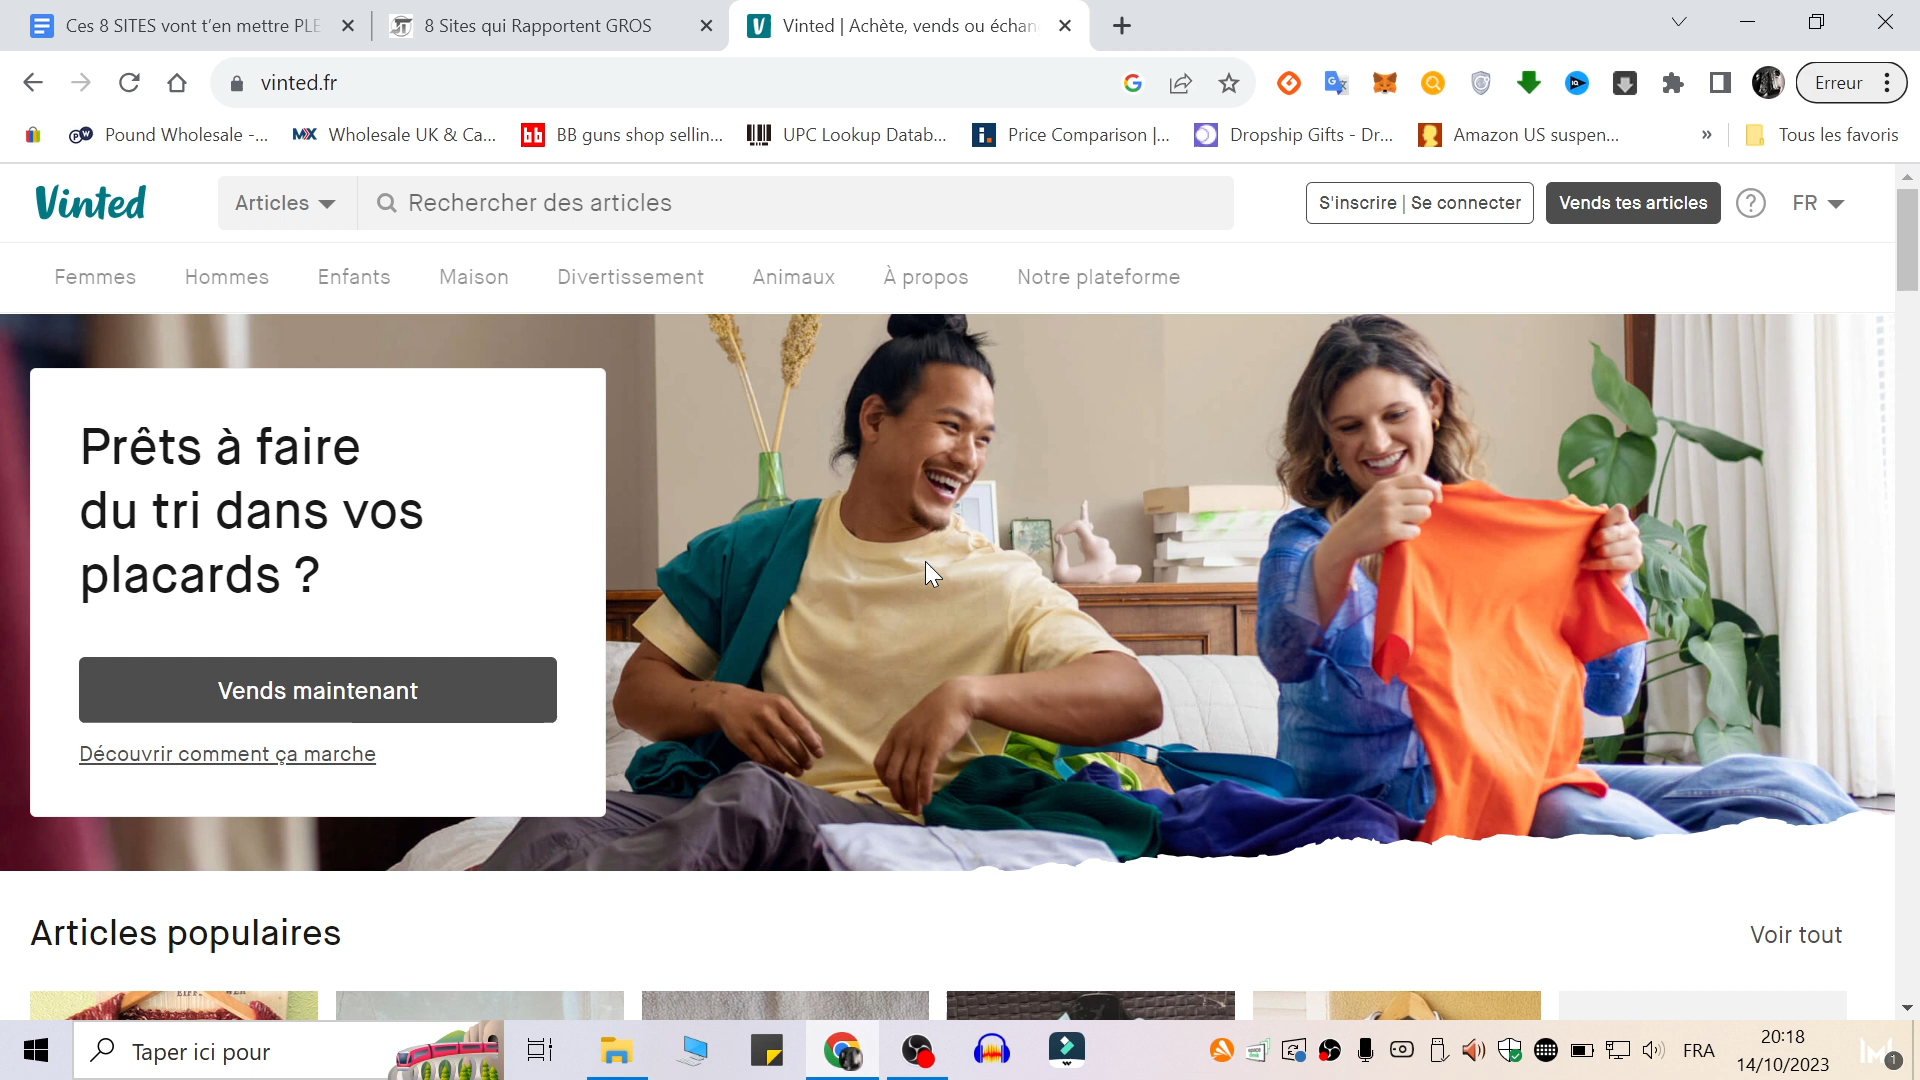 Ces 8 SITES vont t'en mettre PLE
8 Sites qui Rapportent GROS
Vinted | Achète, vends ou échan
vinted.fr
Erreur
Pound Wholesale -...
Wholesale UK & Ca...
BB guns shop sellin...
UPC Lookup Datab...
Price Comparison |...
Dropship Gifts - Dr...
Amazon US suspen...
»
Tous les favoris
Vinted
Articles
Rechercher des articles
S'inscrire | Se connecter
Vends tes articles
?
FR
Femmes
Hommes
Enfants
Maison
Divertissement
Animaux
À propos
Notre plateforme
Prêts à faire
du tri dans vos
placards ?
Vends maintenant
Découvrir comment ça marche
Articles populaires
Voir tout
Taper ici pour
FRA
20:18
14/10/2023
1